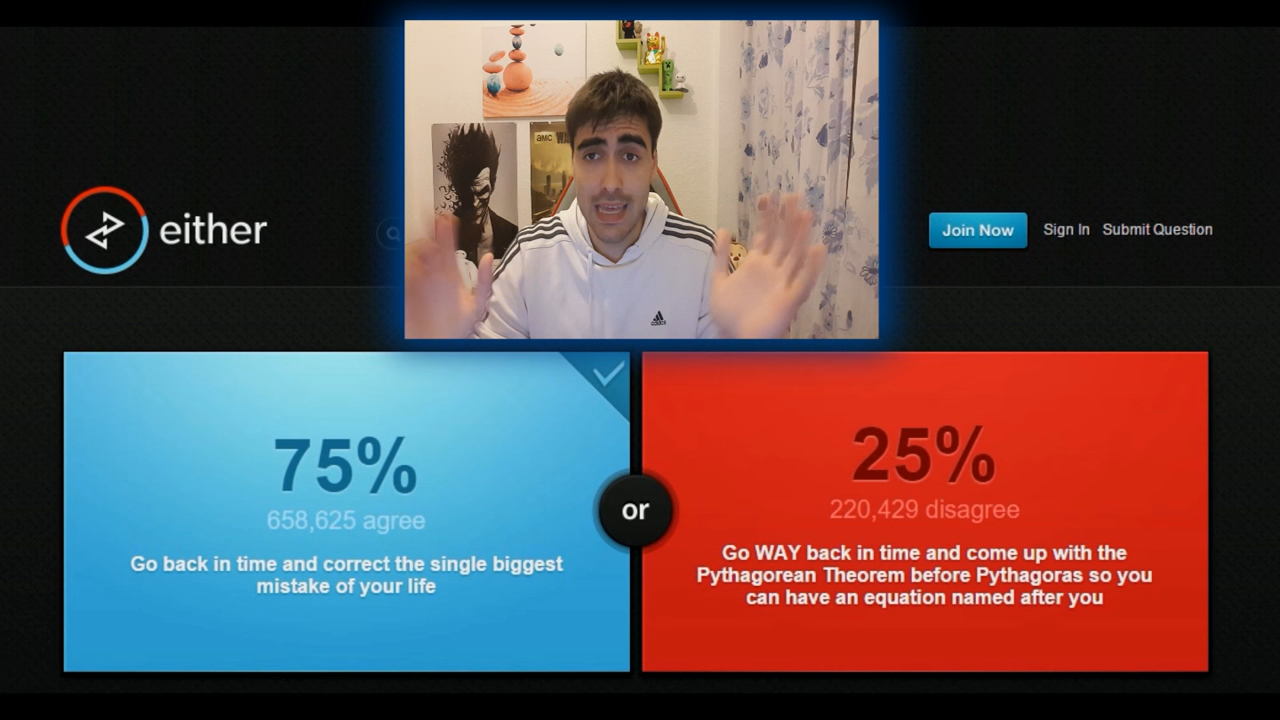 aMC
either
Join Now
Sign In
Submit Question
adidas
75%
658,625 agree
Go back in time and correct the single biggest
mistake of your life
or
25%
220,429 disagree
Go WAY back in time and come up with the
Pythagorean Theorem before Pythagoras so you
can have an equation named after you